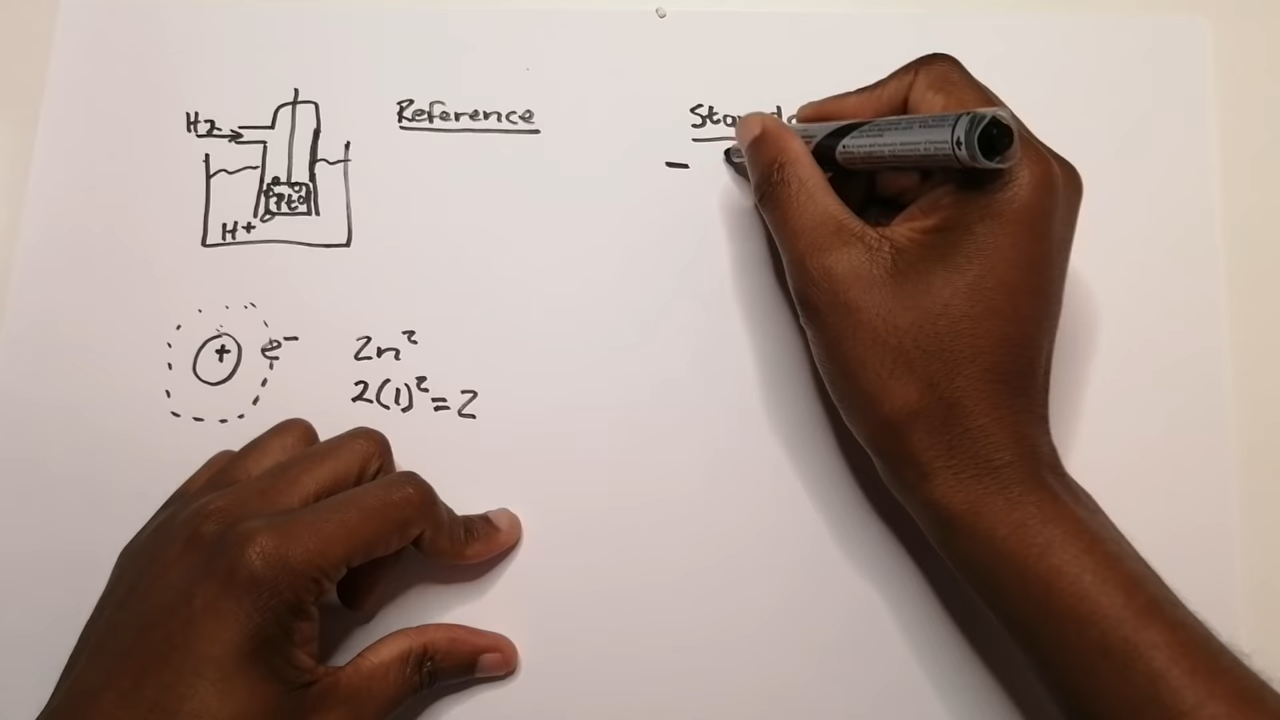 H2
Reference
Pt
H+
+ e-
2n²
2(1)²=2
-